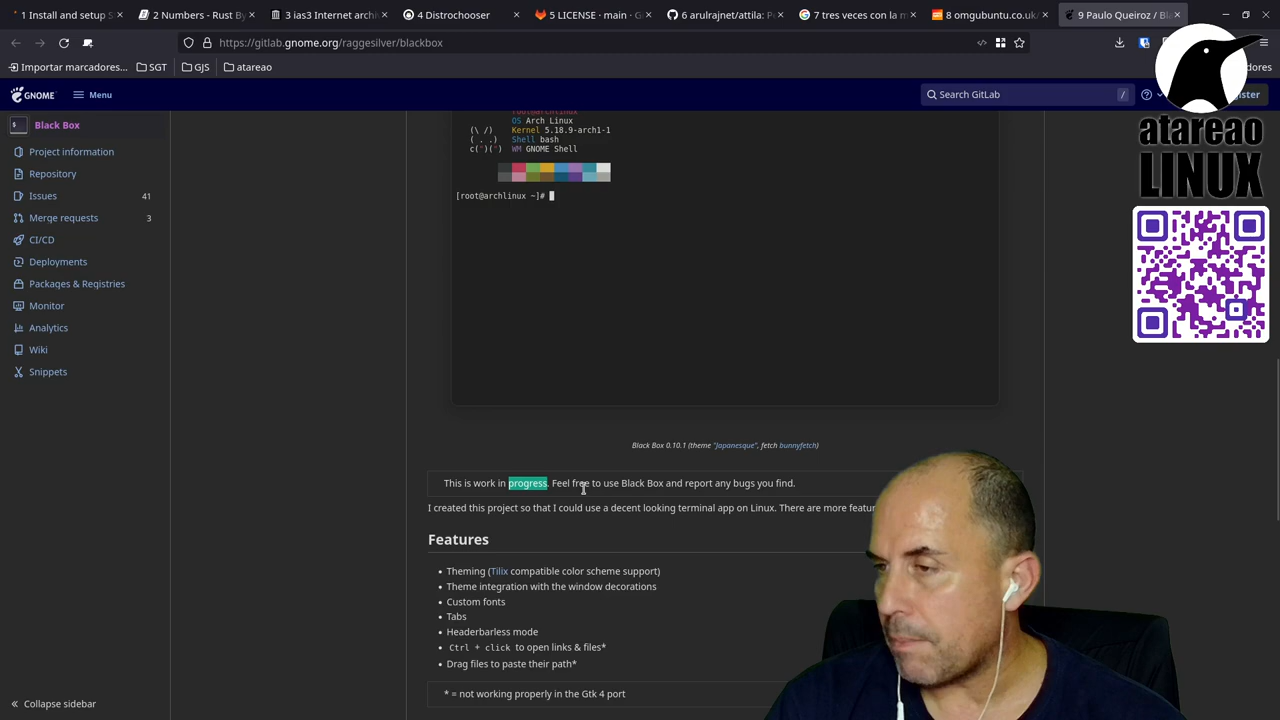 1 Install and setup S
2 Numbers - Rust By
3 ias3 Internet archi
4 Distrochooser
5 LICENSE · main · G
6 arulrajnet/attila: Pe
7 tres veces con la m
8 omgubuntu.co.uk/
9 Paulo Queiroz / Bla
https://gitlab.gnome.org/raggesilver/blackbox
Importar marcadores...
SGT
GJS
atareao
dores
GNOME
Menu
Search GitLab
/
ister
atareao
LINUX
Black Box
Project information
Repository
Issues 41
Merge requests 3
CI/CD
Deployments
Packages & Registries
Monitor
Analytics
Wiki
Snippets
Collapse sidebar
root@archlinux
OS Arch Linux
(\ /) Kernel 5.18.9-arch1-1
( . .) Shell bash
c(")(") WM GNOME Shell
[root@archlinux ~]#
Black Box 0.10.1 (theme "Japanesque", fetch bunnyfetch)
This is work in progress. Feel free to use Black Box and report any bugs you find.
I created this project so that I could use a decent looking terminal app on Linux. There are more featur
Features
• Theming (Tilix compatible color scheme support)
• Theme integration with the window decorations
• Custom fonts
• Tabs
• Headerbarless mode
• Ctrl + click to open links & files*
• Drag files to paste their path*
* = not working properly in the Gtk 4 port